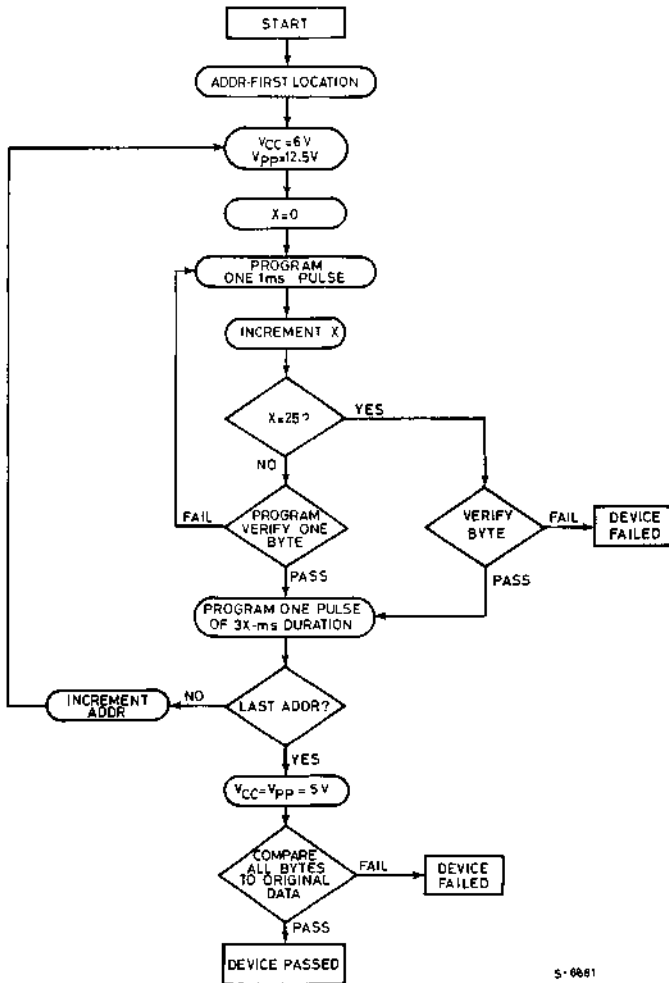 START
ADDR-FIRST LOCATION
VCC=6V
VPP=12.5V
X=0
PROGRAM
ONE 1ms PULSE
INCREMENT X
X=25?
YES
NO
FAIL
PROGRAM
VERIFY ONE
BYTE
VERIFY
BYTE
FAIL
DEVICE
FAILED
PASS
PASS
PROGRAM ONE PULSE
OF 3X-ms DURATION
INCREMENT
ADDR
NO
LAST ADDR?
YES
VCC=VPP = 5V
COMPARE
ALL BYTES
TO ORIGINAL
DATA
FAIL
DEVICE
FAILED
PASS
DEVICE PASSED